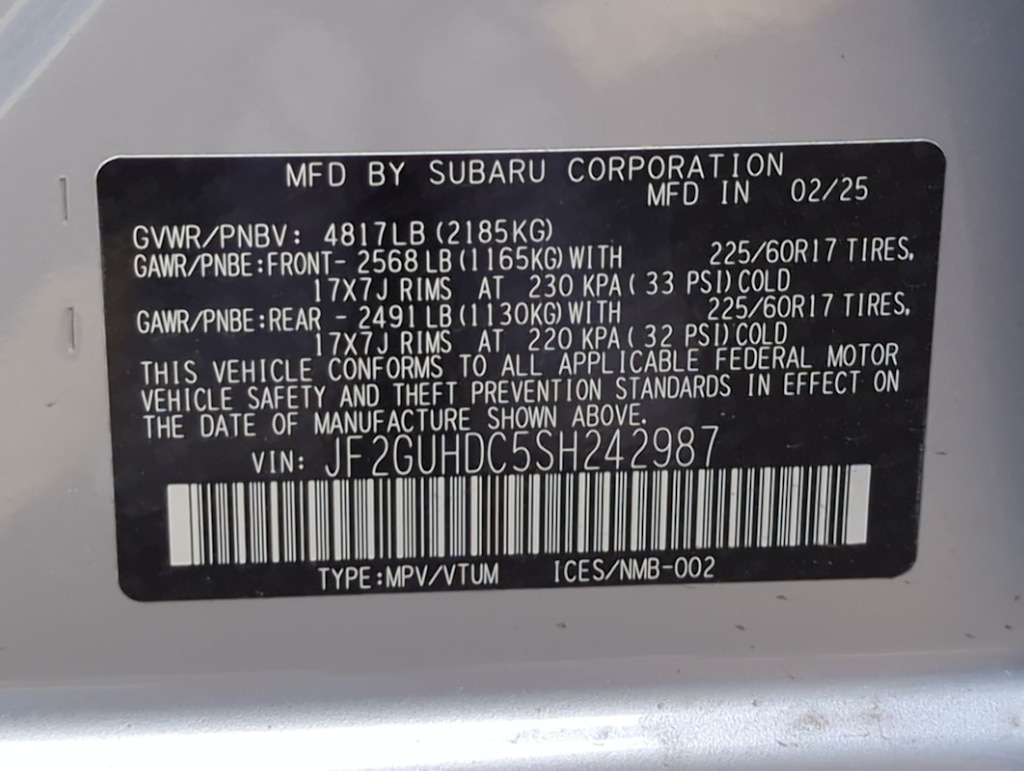 MFD BY SUBARU CORPORATION
MFD IN 02/25
GVWR/PNBV: 4817LB (2185KG)
GAWR/PNBE:FRONT- 2568 LB (1165KG) WITH 225/60R17 TIRES,
17X7J RIMS AT 230 KPA ( 33 PSI) COLD
GAWR/PNBE:REAR - 2491 LB (1130KG) WITH 225/60R17 TIRES,
17X7J RIMS AT 220 KPA ( 32 PSI) COLD
THIS VEHICLE CONFORMS TO ALL APPLICABLE FEDERAL MOTOR
VEHICLE SAFETY AND THEFT PREVENTION STANDARDS IN EFFECT ON
THE DATE OF MANUFACTURE SHOWN ABOVE.
VIN: JF2GUHDC5SH242987
TYPE:MPV/VTUM ICES/NMB-002